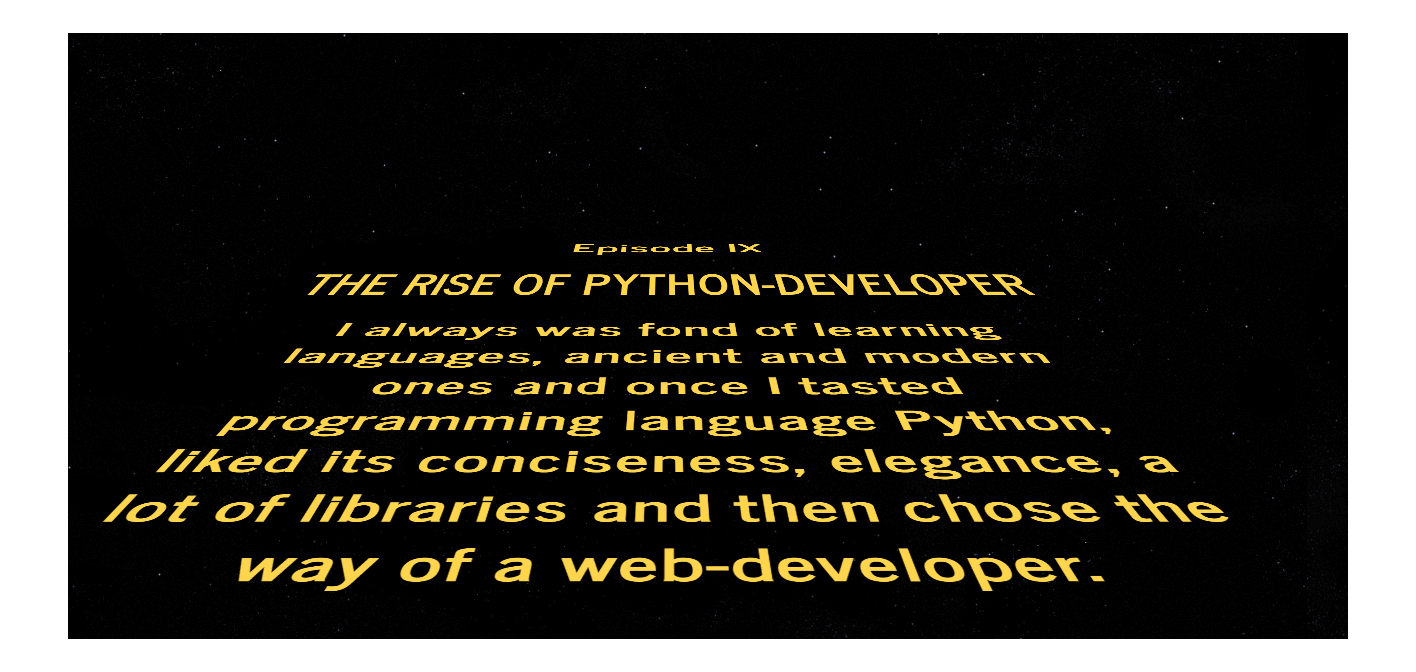 Episode IX
THE RISE OF PYTHON-DEVELOPER
I always was fond of learning
languages, ancient and modern
ones and once I tasted
programming language Python,
liked its conciseness, elegance, a
lot of libraries and then chose the
way of a web-developer.